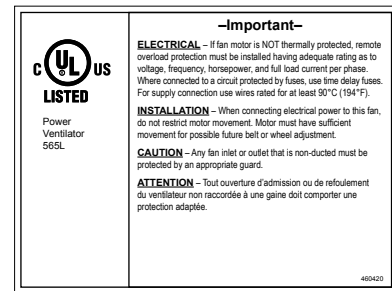 C UL US
®
LISTED
Power
Ventilator
565L
–Important–
ELECTRICAL – If fan motor is NOT thermally protected, remote
overload protection must be installed having adequate rating as to
voltage, frequency, horsepower, and full load current per phase.
Where connected to a circuit protected by fuses, use time delay fuses.
For supply connection use wires rated for at least 90°C (194°F).
INSTALLATION – When connecting electrical power to this fan,
do not restrict motor movement. Motor must have sufficient
movement for possible future belt or wheel adjustment.
CAUTION – Any fan inlet or outlet that is non-ducted must be
protected by an appropriate guard.
ATTENTION – Tout ouverture d'admission ou de refoulement
du ventilateur non raccordée à une gaine doit comporter une
protection adaptée.
460420